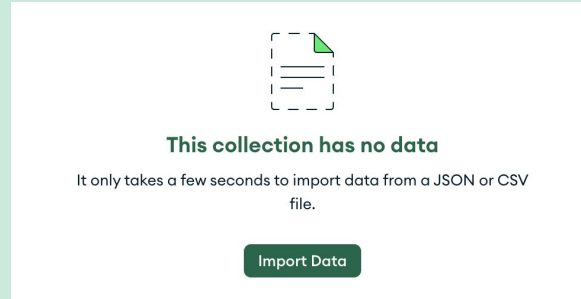 This collection has no data
It only takes a few seconds to import data from a JSON or CSV
file.
Import Data